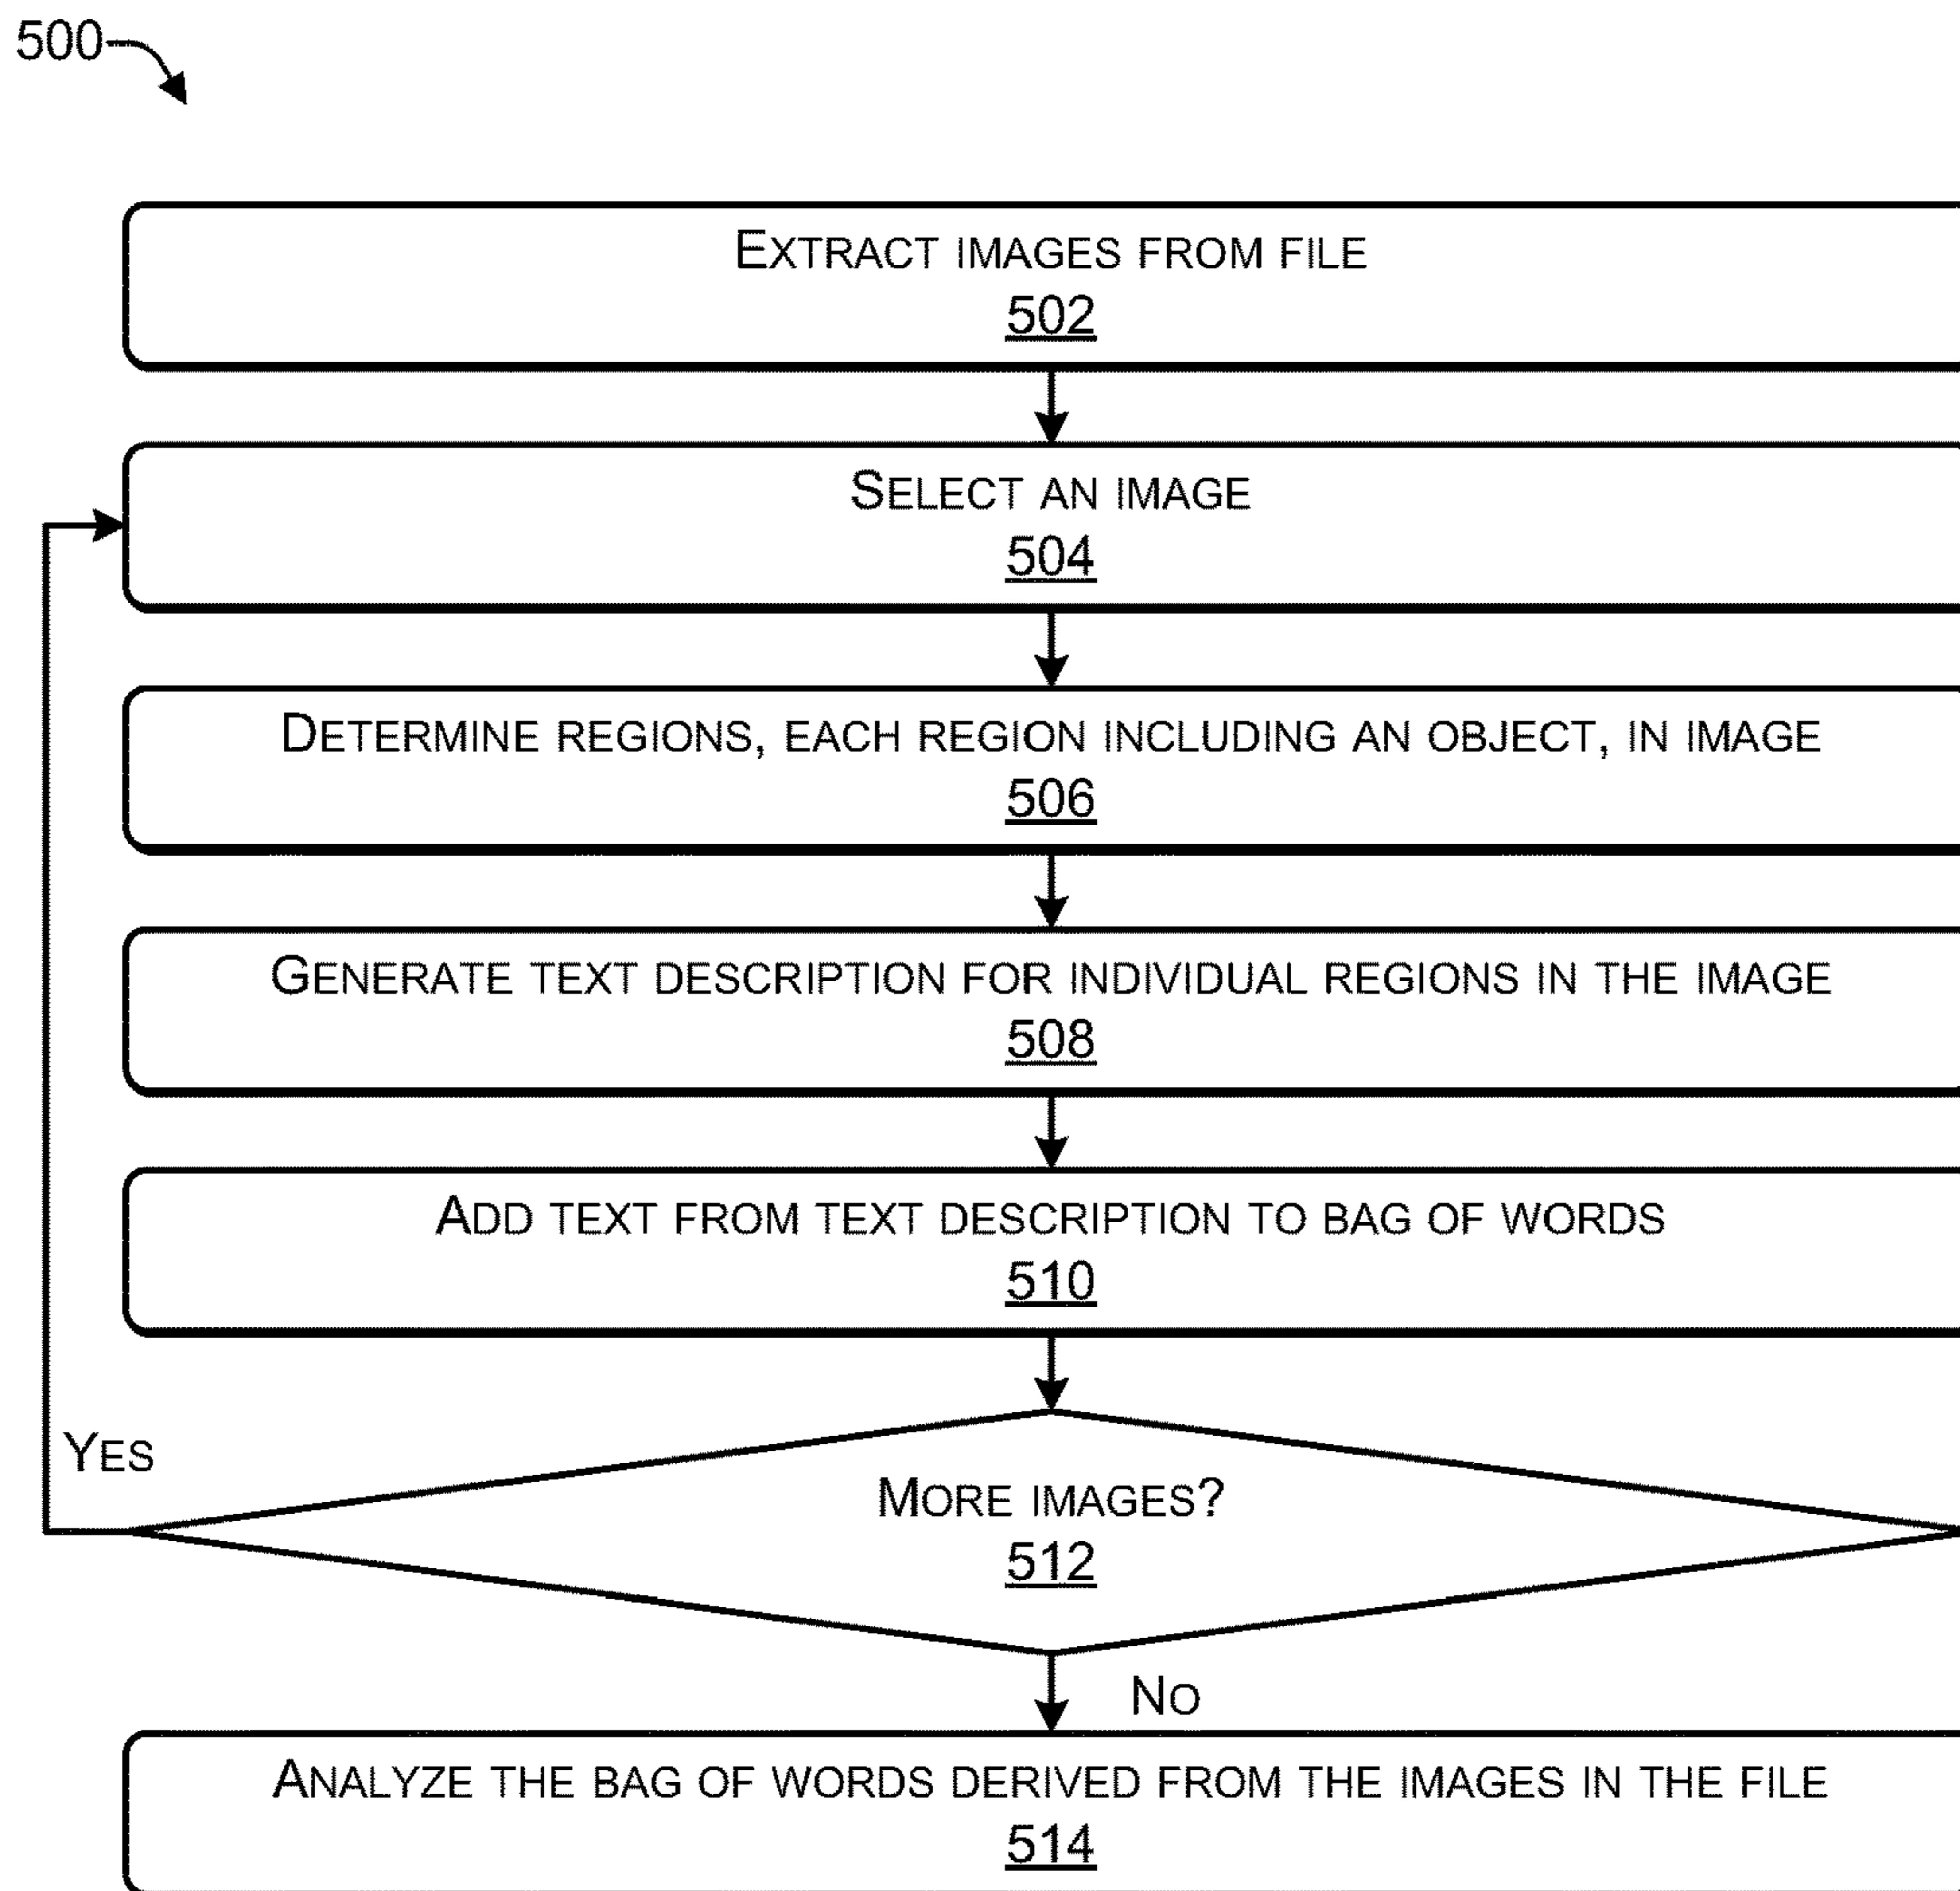 500
EXTRACT IMAGES FROM FILE
502
SELECT AN IMAGE
504
DETERMINE REGIONS, EACH REGION INCLUDING AN OBJECT, IN IMAGE
506
GENERATE TEXT DESCRIPTION FOR INDIVIDUAL REGIONS IN THE IMAGE
508
ADD TEXT FROM TEXT DESCRIPTION TO BAG OF WORDS
510
YES
MORE IMAGES?
512
NO
ANALYZE THE BAG OF WORDS DERIVED FROM THE IMAGES IN THE FILE
514